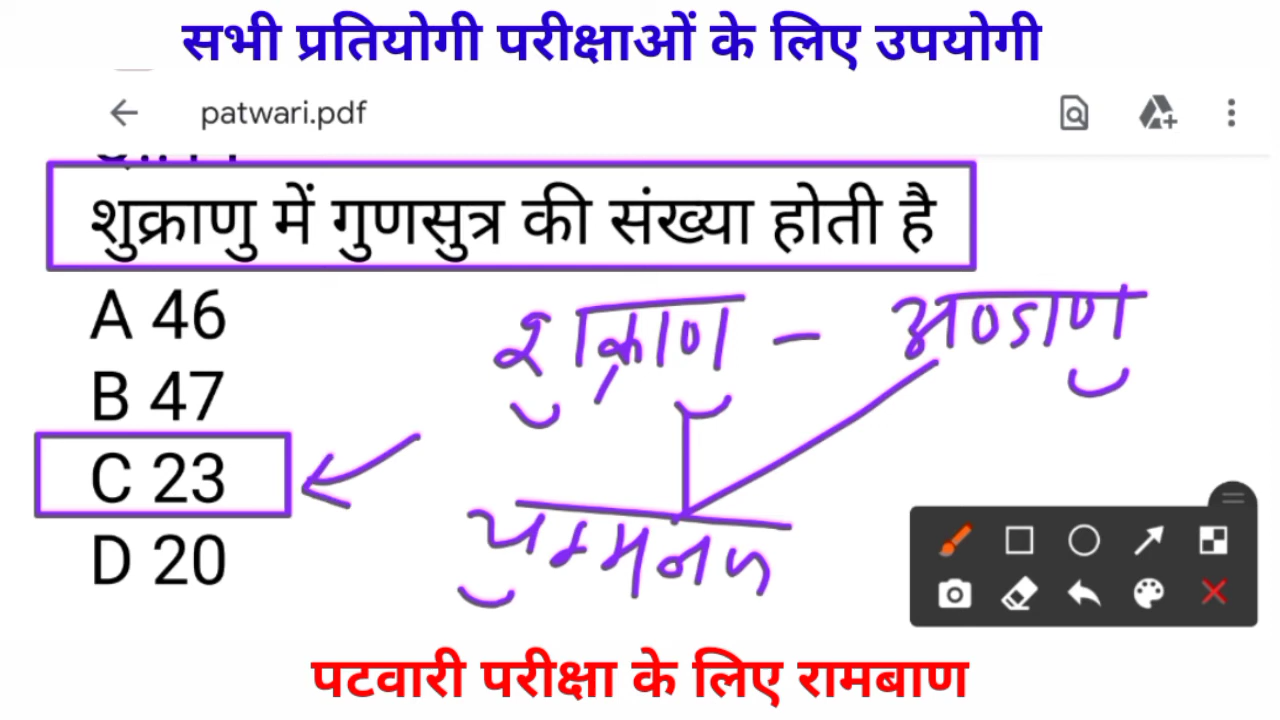 सभी प्रतियोगी परीक्षाओं के लिए उपयोगी
patwari.pdf
शुक्राणु में गुणसुत्र की संख्या होती है
A 46
B 47
C 23
D 20
शुक्राणु – अण्डाणु
पटवारी परीक्षा के लिए रामबाण